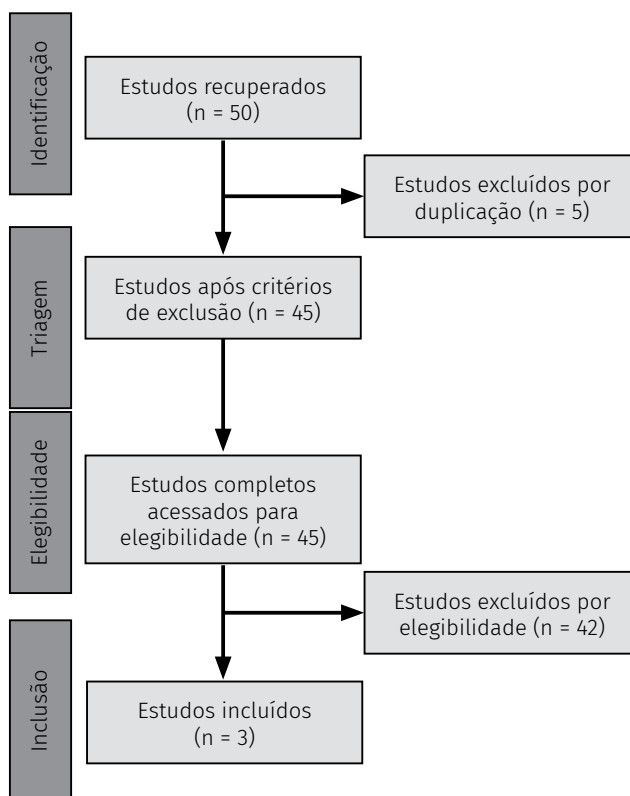 Identificação
Estudos recuperados
(n = 50)
Estudos excluídos por
duplicação (n = 5)
Triagem
Estudos após critérios
de exclusão (n = 45)
Elegibilidade
Estudos completos
acessados para
elegibilidade (n = 45)
Estudos excluídos por
elegibilidade (n = 42)
Inclusão
Estudos incluídos
(n = 3)